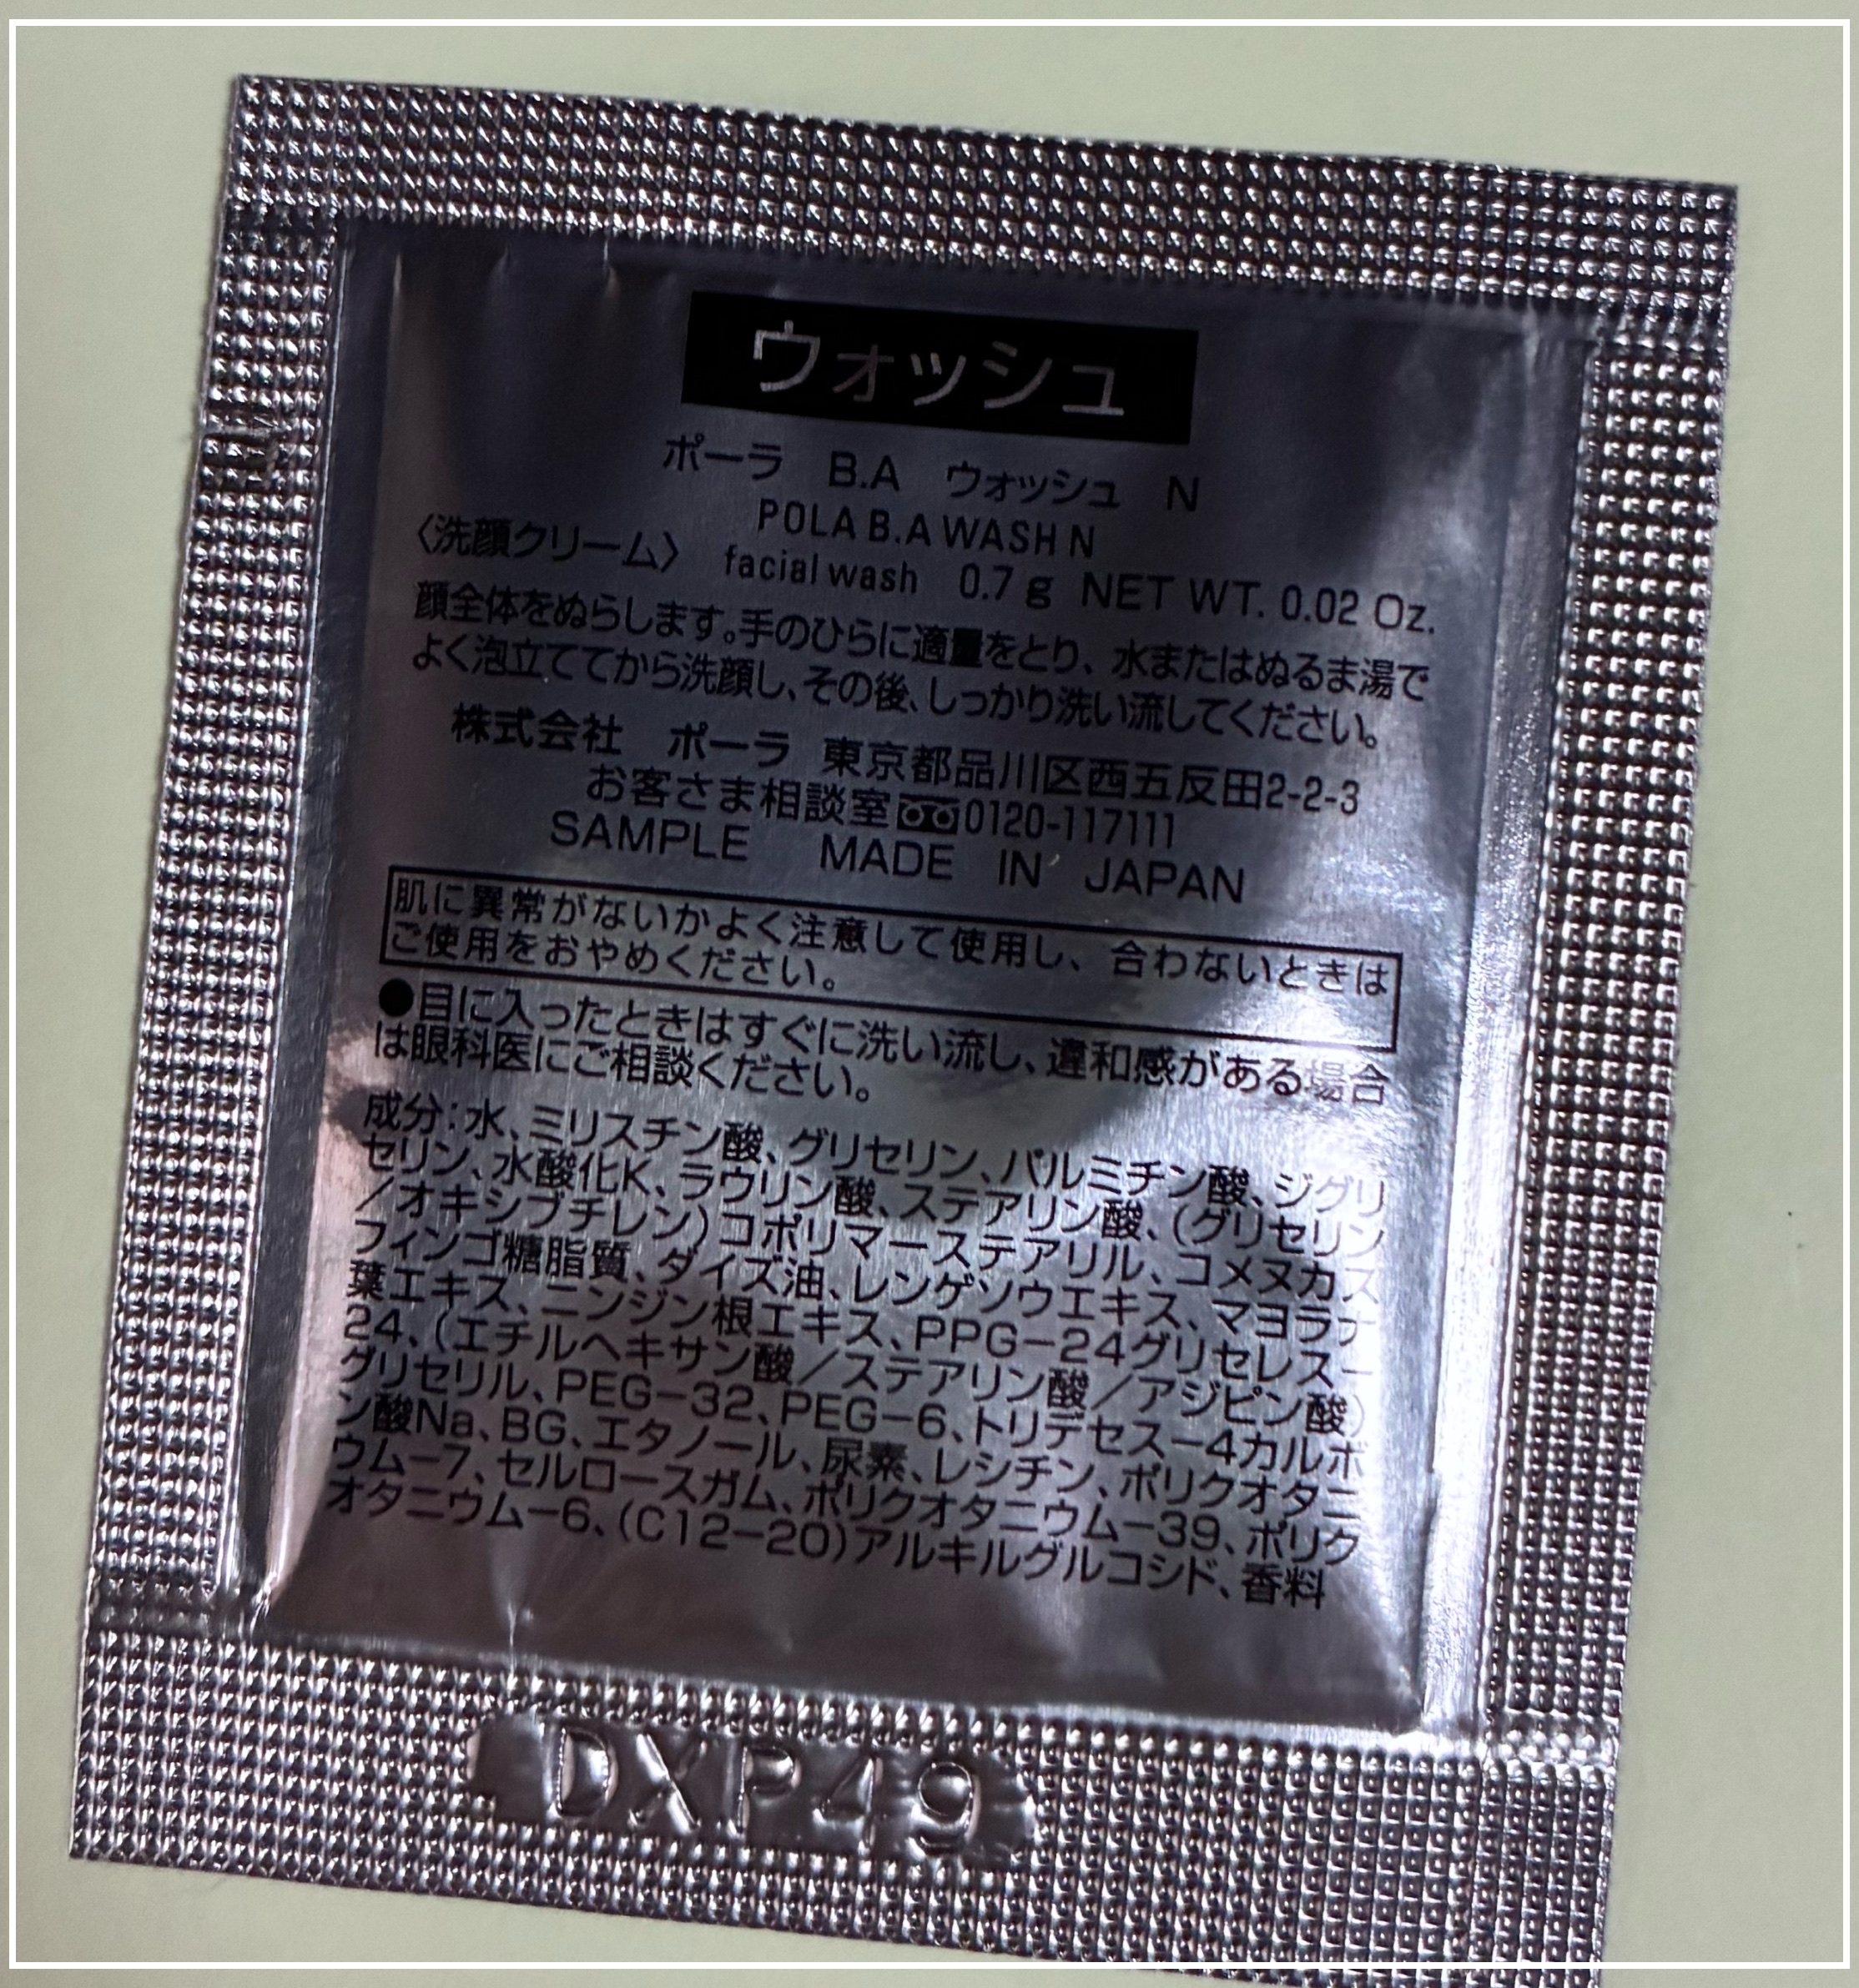 ウォッシュ
ポーラ　B.A　ウォッシュ　N
POLA B.A WASH N
〈洗顔クリーム〉 facial wash 0.7 g NET WT. 0.02 Oz.
顔全体をぬらします。手のひらに適量をとり、水またはぬるま湯で
よく泡立ててから洗顔し、その後、しっかり洗い流してください。
株式会社　ポーラ 東京都品川区西五反田2-2-3
お客さま相談室 0120-117111
SAMPLE MADE IN JAPAN
肌に異常がないかよく注意して使用し、合わないときは
ご使用をおやめください。
●目に入ったときはすぐに洗い流し、違和感がある場合
は眼科医にご相談ください。
成分：水、ミリスチン酸、グリセリン、パルミチン酸、ジグリ
セリン、水酸化K、ラウリン酸、ステアリン酸、（グリセリン
／オキシブチレン）コポリマーステアリル、コメヌカス
フィンゴ糖脂質、ダイズ油、レンゲソウエキス、マヨラナ
葉エキス、ニンジン根エキス、PPG－24グリセレス－
24、（エチルヘキサン酸／ステアリン酸／アジピン酸）
グリセリル、PEG－32、PEG－6、トリデセス－4カルボ
ン酸Na、BG、エタノール、尿素、レシチン、ポリクオタニ
ウム－7、セルロースガム、ポリクオタニウム－39、ポリク
オタニウム－6、（C12－20）アルキルグルコシド、香料
DXP49